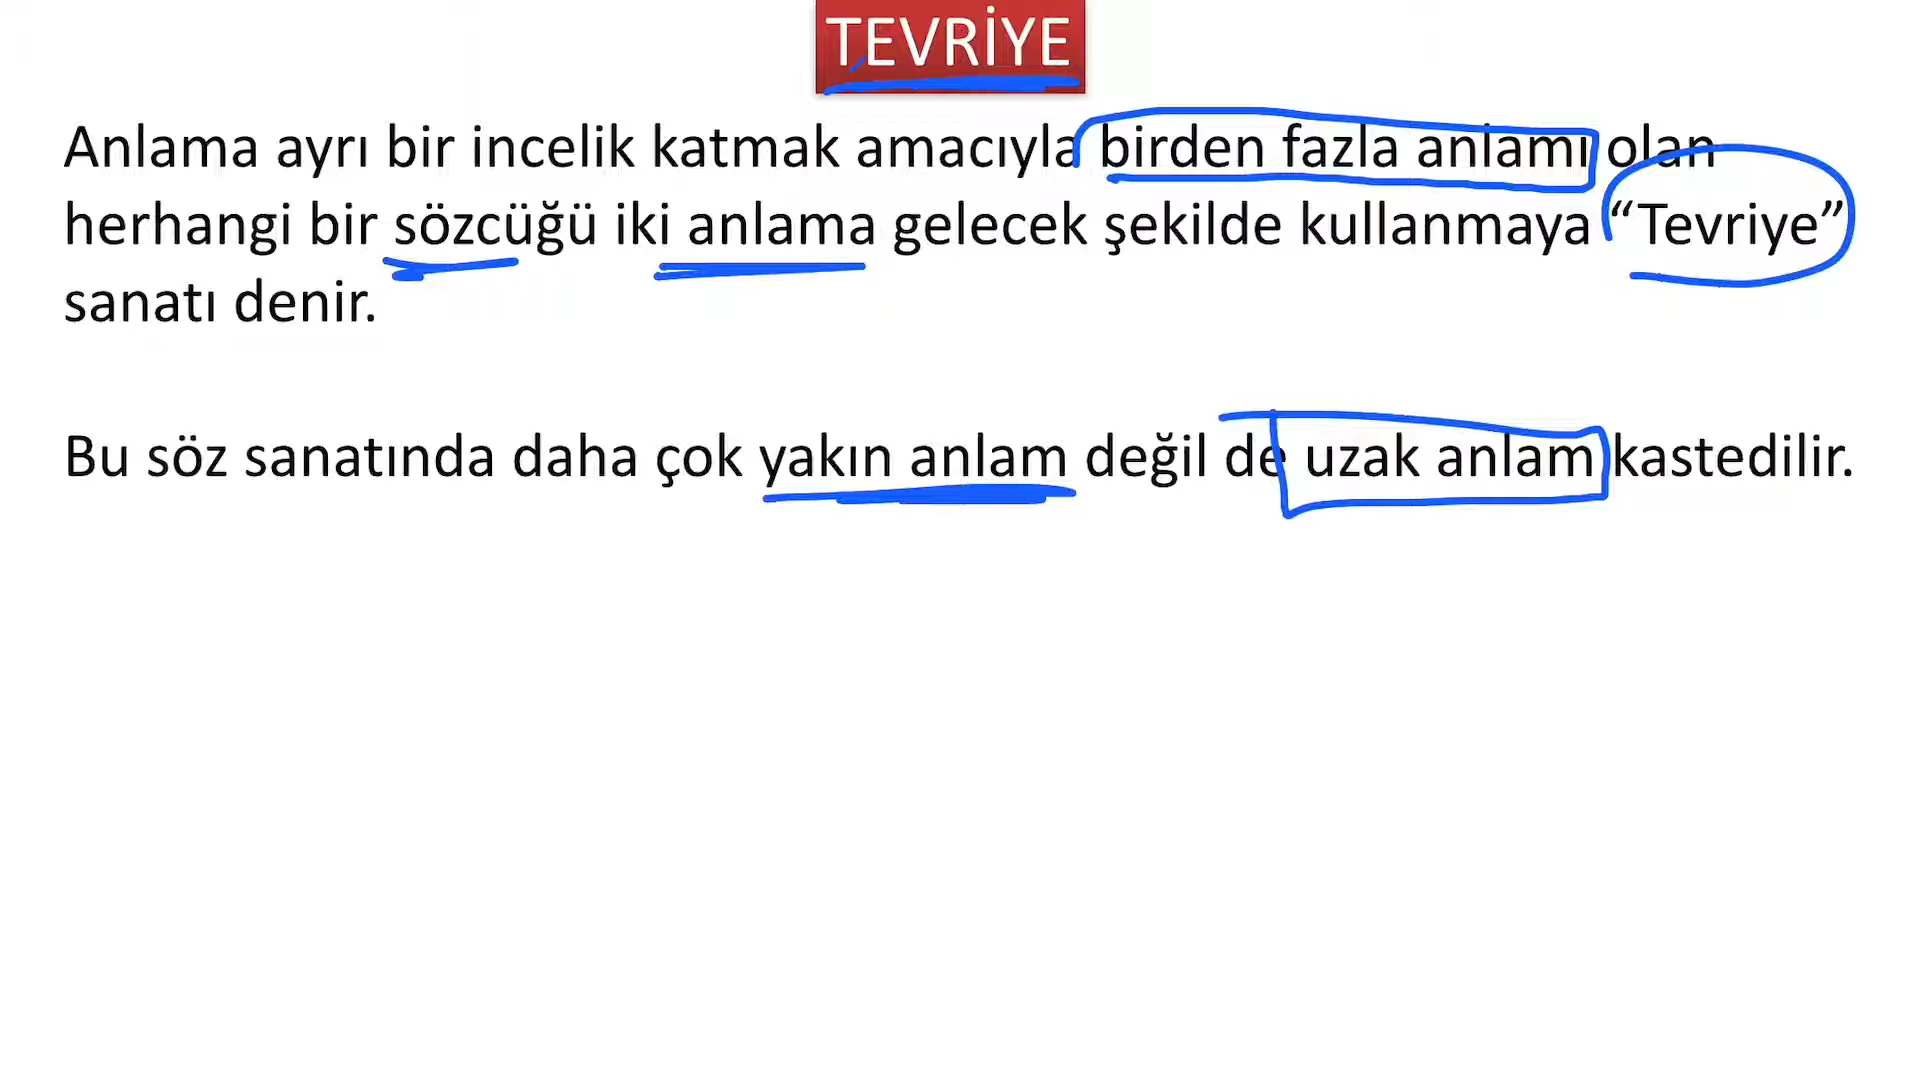 TEVRİYE
Anlama ayrı bir incelik katmak amacıyla birden fazla anlamı olan
herhangi bir sözcüğü iki anlama gelecek şekilde kullanmaya “Tevriye”
sanatı denir.
Bu söz sanatında daha çok yakın anlam değil de uzak anlam kastedilir.